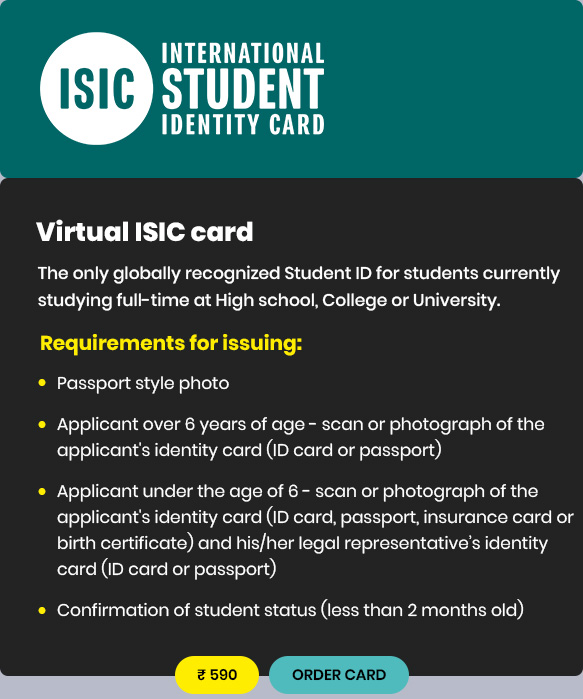 ISIC
INTERNATIONAL
STUDENT
IDENTITY CARD
Virtual ISIC card
The only globally recognized Student ID for students currently
studying full-time at High school, College or University.
Requirements for issuing:
• Passport style photo
• Applicant over 6 years of age - scan or photograph of the
applicant's identity card (ID card or passport)
• Applicant under the age of 6 - scan or photograph of the
applicant's identity card (ID card, passport, insurance card or
birth certificate) and his/her legal representative's identity
card (ID card or passport)
• Confirmation of student status (less than 2 months old)
₹ 590
ORDER CARD